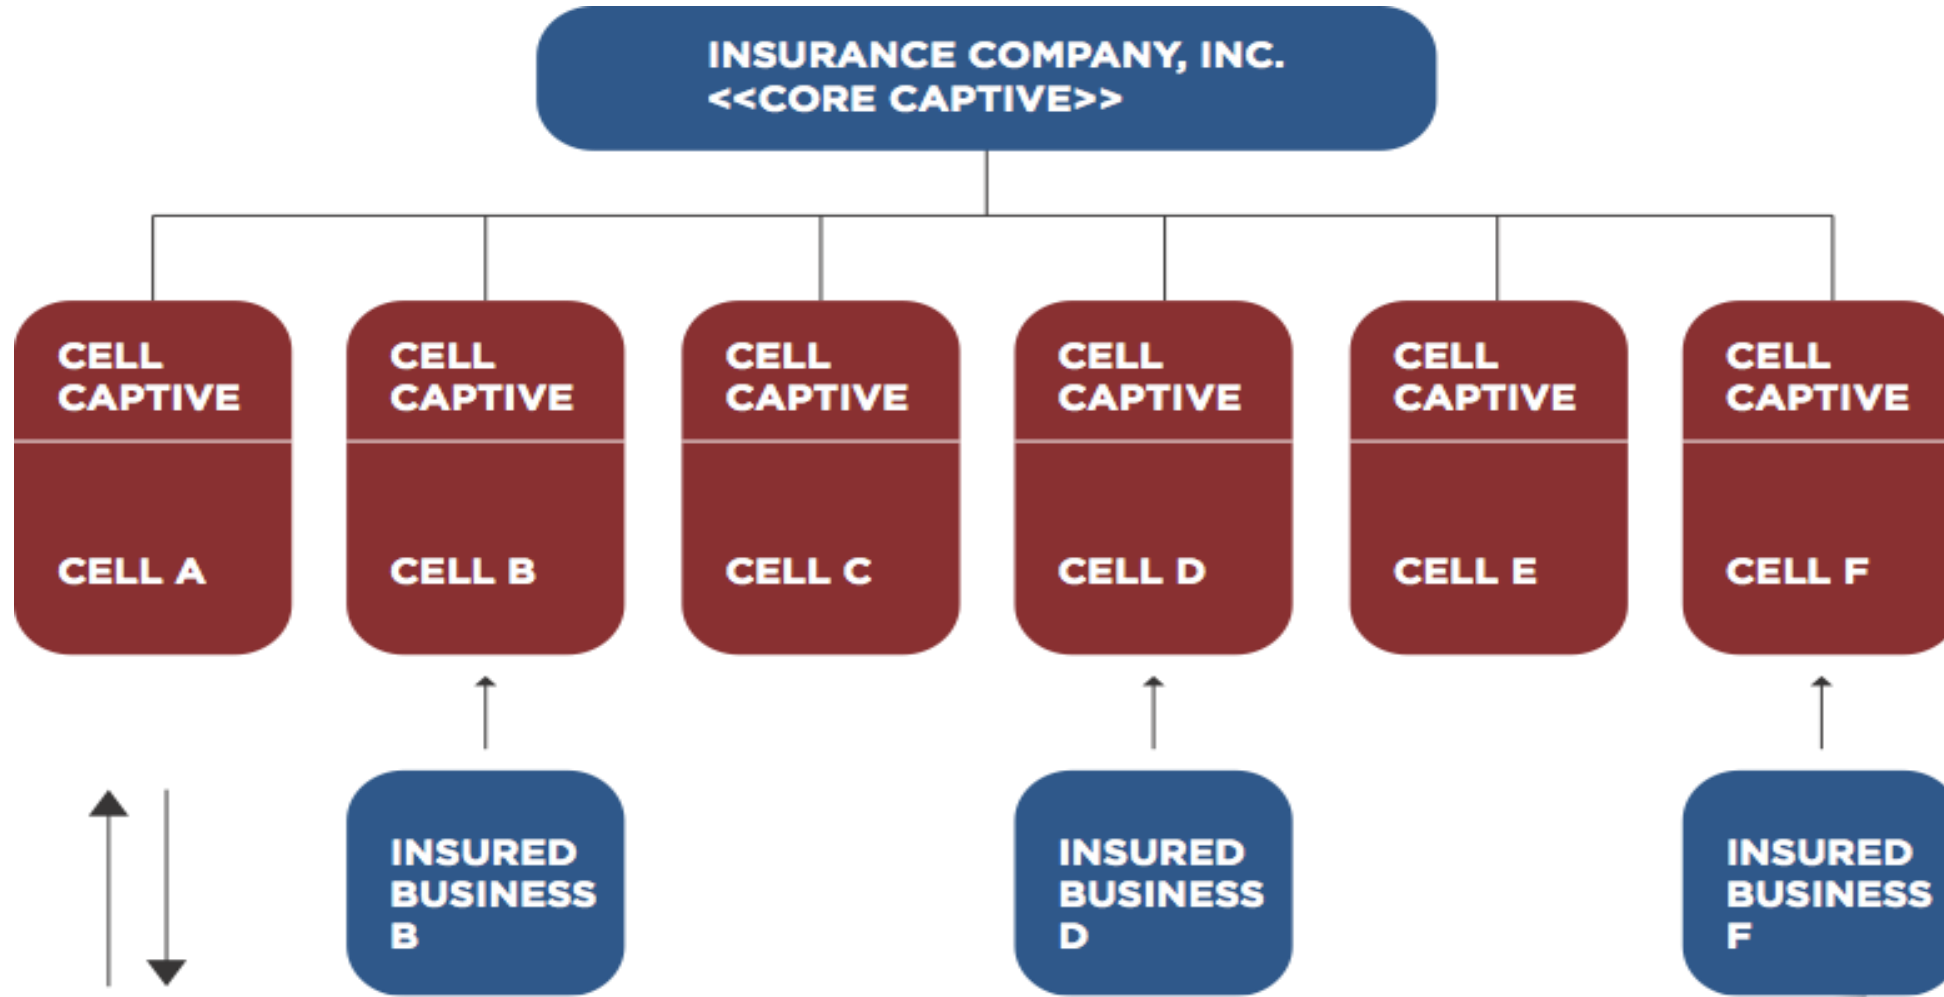 INSURANCE COMPANY, INC.
<<CORE CAPTIVE>>
CELL
CAPTIVE
CELL A
CELL
CAPTIVE
CELL B
CELL
CAPTIVE
CELL C
CELL
CAPTIVE
CELL D
CELL
CAPTIVE
CELL E
CELL
CAPTIVE
CELL F
INSURED
BUSINESS
B
INSURED
BUSINESS
D
INSURED
BUSINESS
F